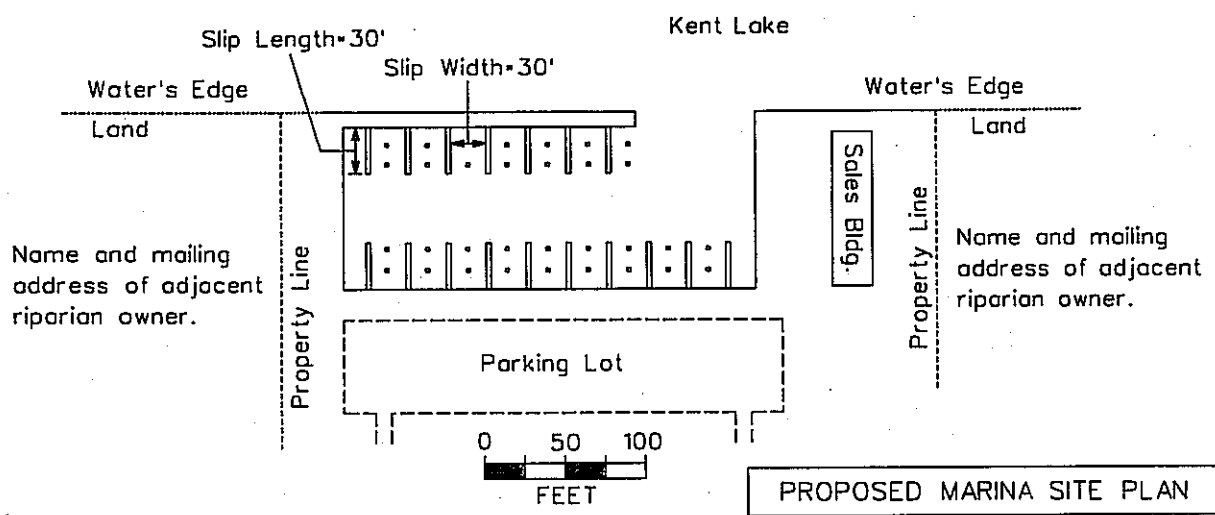 Kent Lake
Slip Length=30'
Slip Width=30'
Water's Edge
Land
Water's Edge
Land
Sales Bldg.
Name and mailing
address of adjacent
riparian owner.
Property Line
Property Line
Name and mailing
address of adjacent
riparian owner.
Parking Lot
0 50 100
FEET
PROPOSED MARINA SITE PLAN